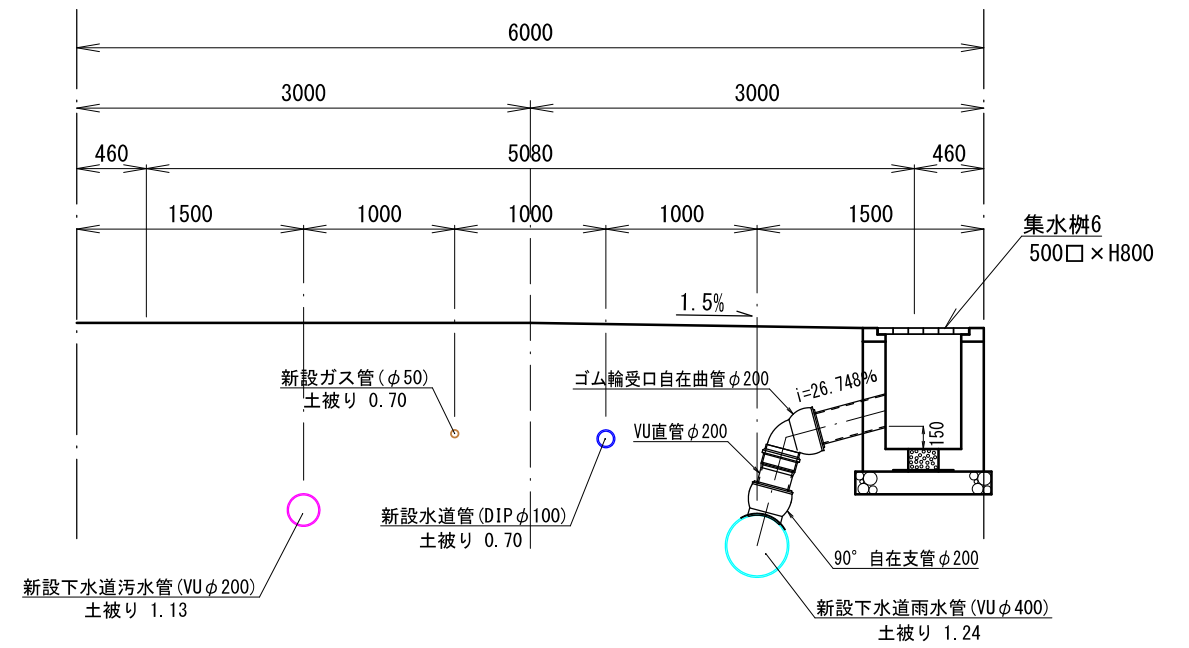 6000
3000
3000
460
5080
460
1500
1000
1000
1000
1500
集水桝6
500□×H800
1.5%
新設ガス管(φ50)
土被り 0.70
ゴム輪受口自在曲管φ200
i=26.748%
VU直管φ200
150
新設水道管(DIPφ100)
土被り 0.70
90°自在支管φ200
新設下水道汚水管(VUφ200)
土被り 1.13
新設下水道雨水管(VUφ400)
土被り 1.24